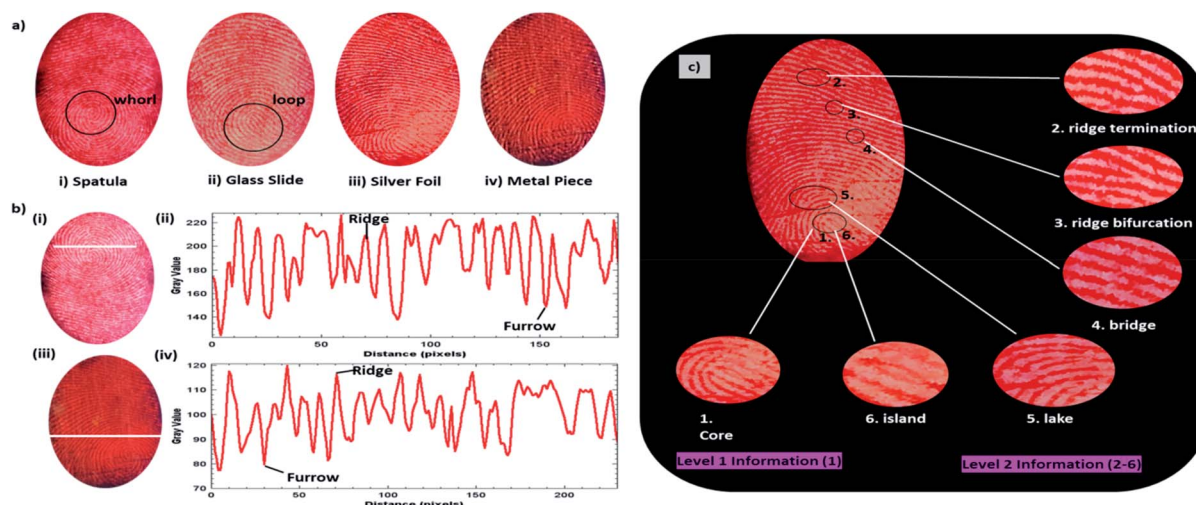 a)
whorl
loop
i) Spatula
ii) Glass Slide
iii) Silver Foil
iv) Metal Piece
b)
(i)
(ii)
Ridge
220
200
180
160
140
Gray Value
0
50
100
150
Distance (pixels)
Furrow
(iii)
(iv)
Ridge
120
110
100
90
80
70
Gray Value
0
50
100
150
200
Distance (pixels)
Furrow
c)
2.
3.
4.
5.
1.
6.
2. ridge termination
3. ridge bifurcation
4. bridge
1.
Core
6. island
5. lake
Level 1 Information (1)
Level 2 Information (2-6)